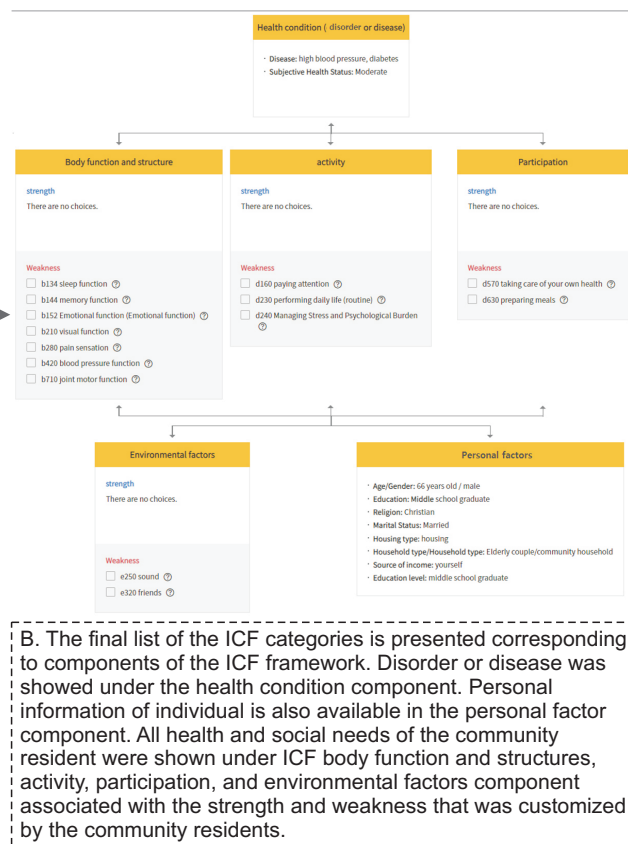 Health condition ( disorder or disease)
· Disease: high blood pressure, diabetes
· Subjective Health Status: Moderate
Body function and structure
strength
There are no choices.
Weakness
b134 sleep function
b144 memory function
b152 Emotional function (Emotional function)
b210 visual function
b280 pain sensation
b420 blood pressure function
b710 joint motor function
activity
strength
There are no choices.
Weakness
d160 paying attention
d230 performing daily life (routine)
d240 Managing Stress and Psychological Burden
Participation
strength
There are no choices.
Weakness
d570 taking care of your own health
d630 preparing meals
Environmental factors
strength
There are no choices.
Weakness
e250 sound
e320 friends
Personal factors
· Age/Gender: 66 years old / male
· Education: Middle school graduate
· Religion: Christian
· Marital Status: Married
· Housing type: housing
· Household type/Household type: Elderly couple/community household
· Source of income: yourself
· Education level: middle school graduate
B. The final list of the ICF categories is presented corresponding
to components of the ICF framework. Disorder or disease was
showed under the health condition component. Personal
information of individual is also available in the personal factor
component. All health and social needs of the community
resident were shown under ICF body function and structures,
activity, participation, and environmental factors component
associated with the strength and weakness that was customized
by the community residents.